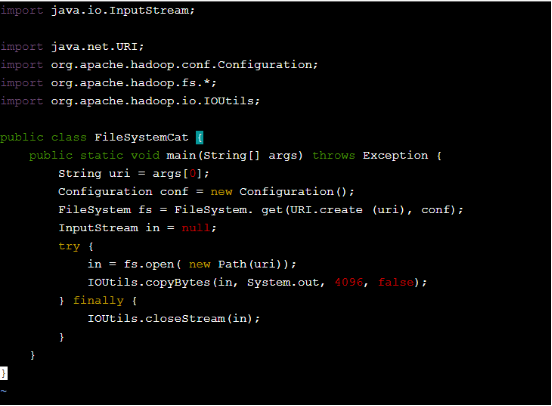 import java.io.InputStream;
import java.net.URI;
import org.apache.hadoop.conf.Configuration;
import org.apache.hadoop.fs.*;
import org.apache.hadoop.io.IOUtils;
public class FileSystemCat {
public static void main(String[] args) throws Exception {
String uri = args[0];
Configuration conf = new Configuration();
FileSystem fs = FileSystem. get(URI.create (uri), conf);
InputStream in = null;
try {
in = fs.open( new Path(uri));
IOUtils.copyBytes(in, System.out, 4096, false);
} finally {
IOUtils.closeStream(in);
}
}
}
~